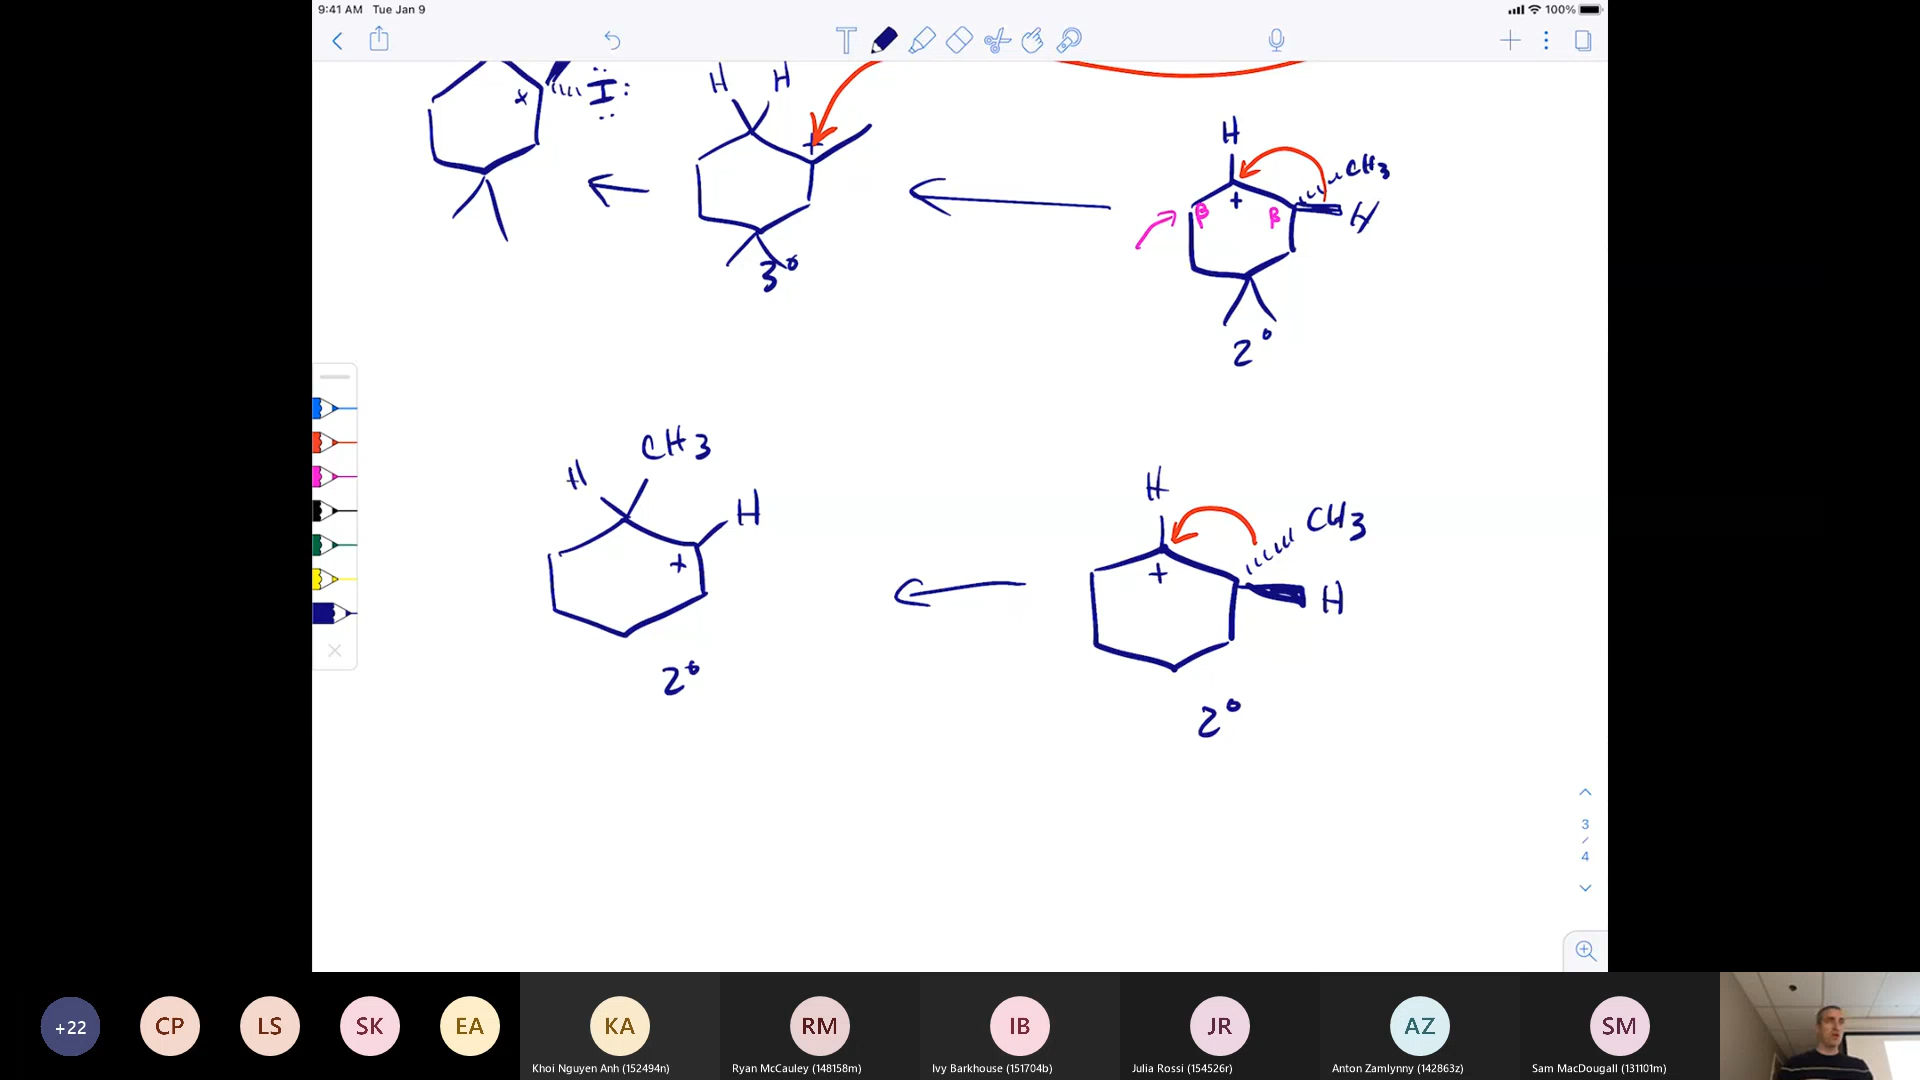 9:41 AM Tue Jan 9
100%
I
H H
+
3°
H
CH3
+
β β
H
2°
H
CH3
H
+
2°
H
CH3
+
H
2°
3
/
4
+22
CP
LS
SK
EA
KA
RM
IB
JR
AZ
SM
Khoi Nguyen Anh (152494n)
Ryan McCauley (148158m)
Ivy Barkhouse (151704b)
Julia Rossi (154526r)
Anton Zamlynny (142863z)
Sam MacDougall (131101m)